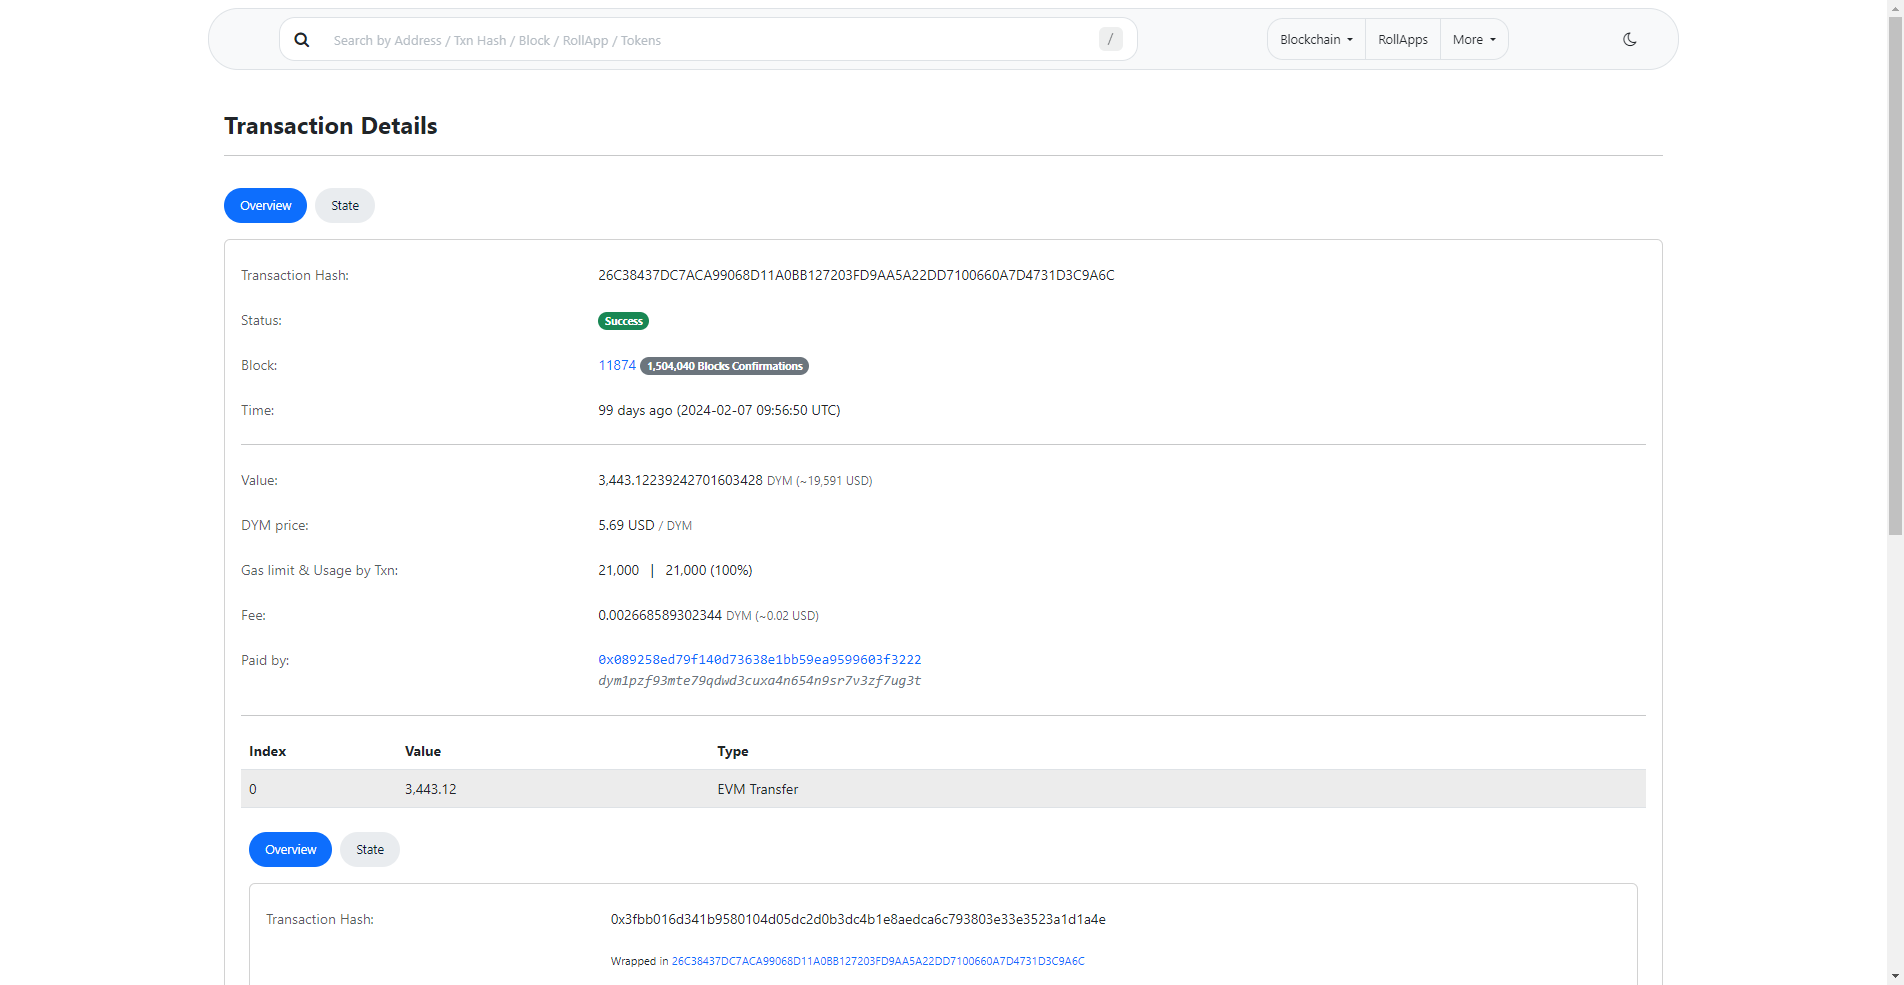 Search by Address / Txn Hash / Block / RollApp / Tokens /
Blockchain RollApps More
Transaction Details
Overview State
Transaction Hash: 26C38437DC7ACA99068D11A0BB127203FD9AA5A22DD7100660A7D4731D3C9A6C
Status: Success
Block: 11874 1,504,040 Blocks Confirmations
Time: 99 days ago (2024-02-07 09:56:50 UTC)
Value: 3,443.12239242701603428 DYM (~19,591 USD)
DYM price: 5.69 USD / DYM
Gas limit & Usage by Txn: 21,000 | 21,000 (100%)
Fee: 0.002668589302344 DYM (~0.02 USD)
Paid by: 0x089258ed79f140d73638e1bb59ea9599603f3222
dym1pzf93mte79qdwd3cuxa4n654n9sr7v3zf7ug3t
Index Value Type
0 3,443.12 EVM Transfer
Overview State
Transaction Hash: 0x3fbb016d341b9580104d05dc2d0b3dc4b1e8aedca6c793803e33e3523a1d1a4e
Wrapped in 26C38437DC7ACA99068D11A0BB127203FD9AA5A22DD7100660A7D4731D3C9A6C